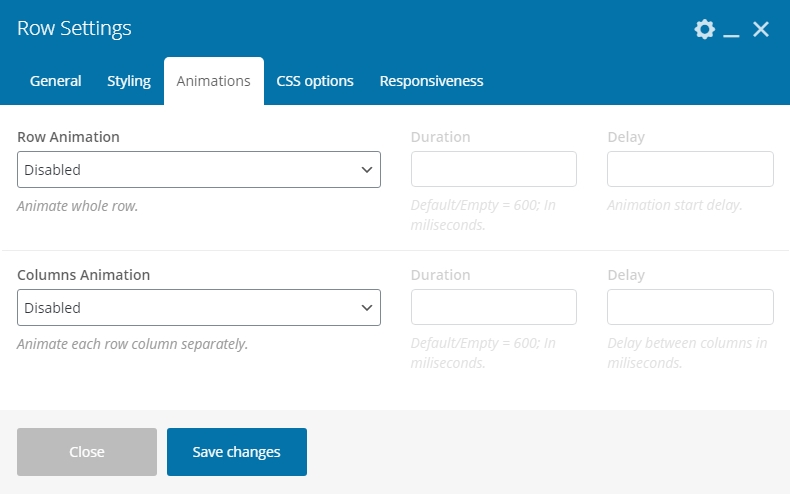 Row Settings
General Styling Animations CSS options Responsiveness
Row Animation Duration Delay
Disabled
Animate whole row. Default/Empty = 600; In Animation start delay.
miliseconds.
Columns Animation Duration Delay
Disabled
Animate each row column separately. Default/Empty = 600; In Delay between columns in
miliseconds. miliseconds.
Close Save changes